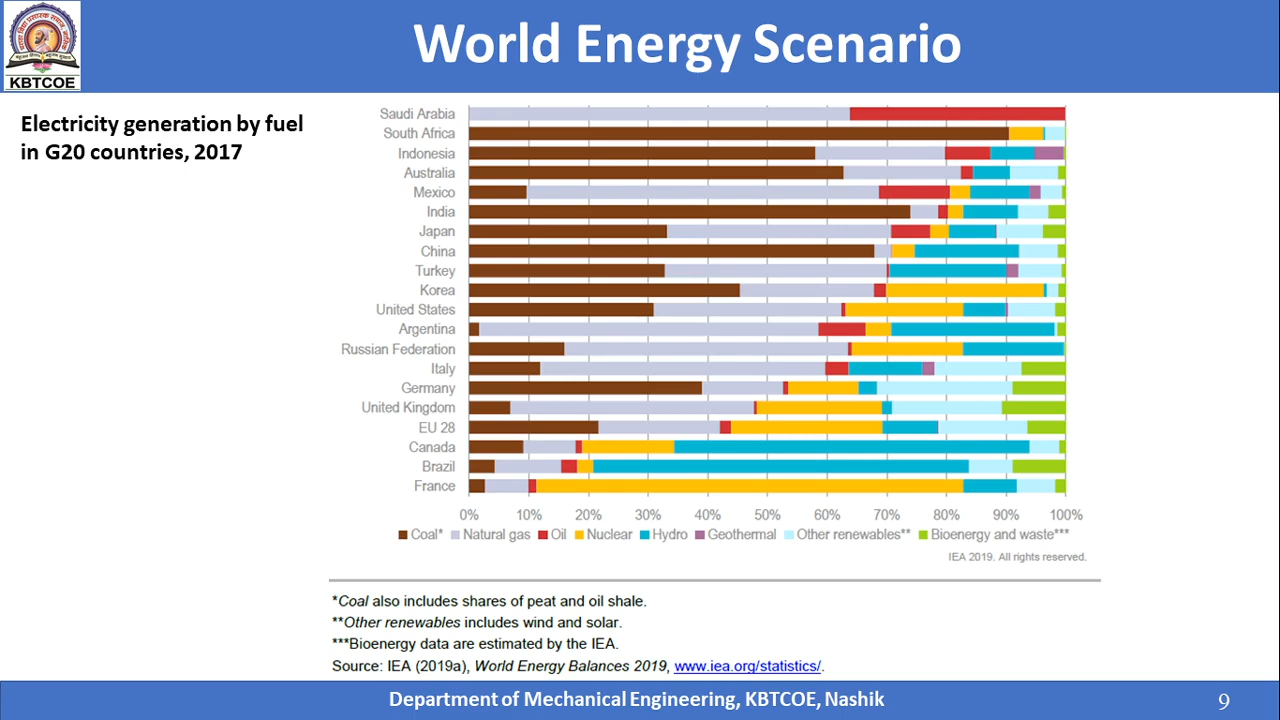 World Energy Scenario
KBTCOE
Electricity generation by fuel
in G20 countries, 2017
Saudi Arabia
South Africa
Indonesia
Australia
Mexico
India
Japan
China
Turkey
Korea
United States
Argentina
Russian Federation
Italy
Germany
United Kingdom
EU 28
Canada
Brazil
France
0% 10% 20% 30% 40% 50% 60% 70% 80% 90% 100%
Coal* Natural gas Oil Nuclear Hydro Geothermal Other renewables** Bioenergy and waste***
IEA 2019. All rights reserved.
*Coal also includes shares of peat and oil shale.
**Other renewables includes wind and solar.
***Bioenergy data are estimated by the IEA.
Source: IEA (2019a), World Energy Balances 2019, www.iea.org/statistics/.
Department of Mechanical Engineering, KBTCOE, Nashik
9